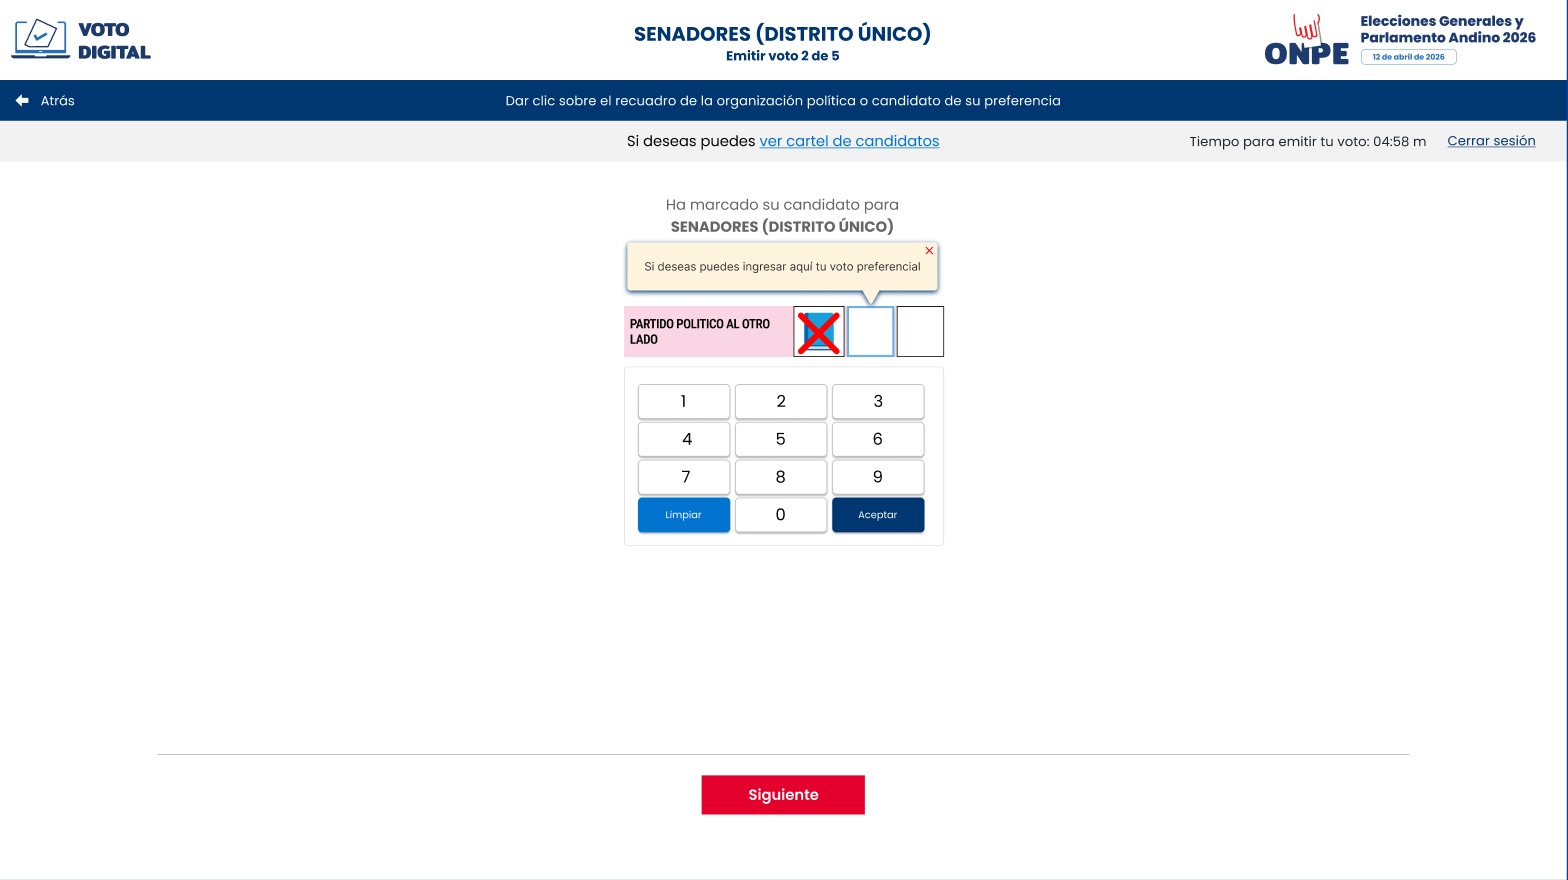 VOTO
DIGITAL
SENADORES (DISTRITO ÚNICO)
Emitir voto 2 de 5
ONPE
Elecciones Generales y
Parlamento Andino 2026
12 de abril de 2026
Atrás
Dar clic sobre el recuadro de la organización política o candidato de su preferencia
Si deseas puedes ver cartel de candidatos
Tiempo para emitir tu voto: 04:58 m
Cerrar sesión
Ha marcado su candidato para
SENADORES (DISTRITO ÚNICO)
Si deseas puedes ingresar aquí tu voto preferencial
PARTIDO POLITICO AL OTRO
LADO
1 2 3
4 5 6
7 8 9
Limpiar 0 Aceptar
Siguiente